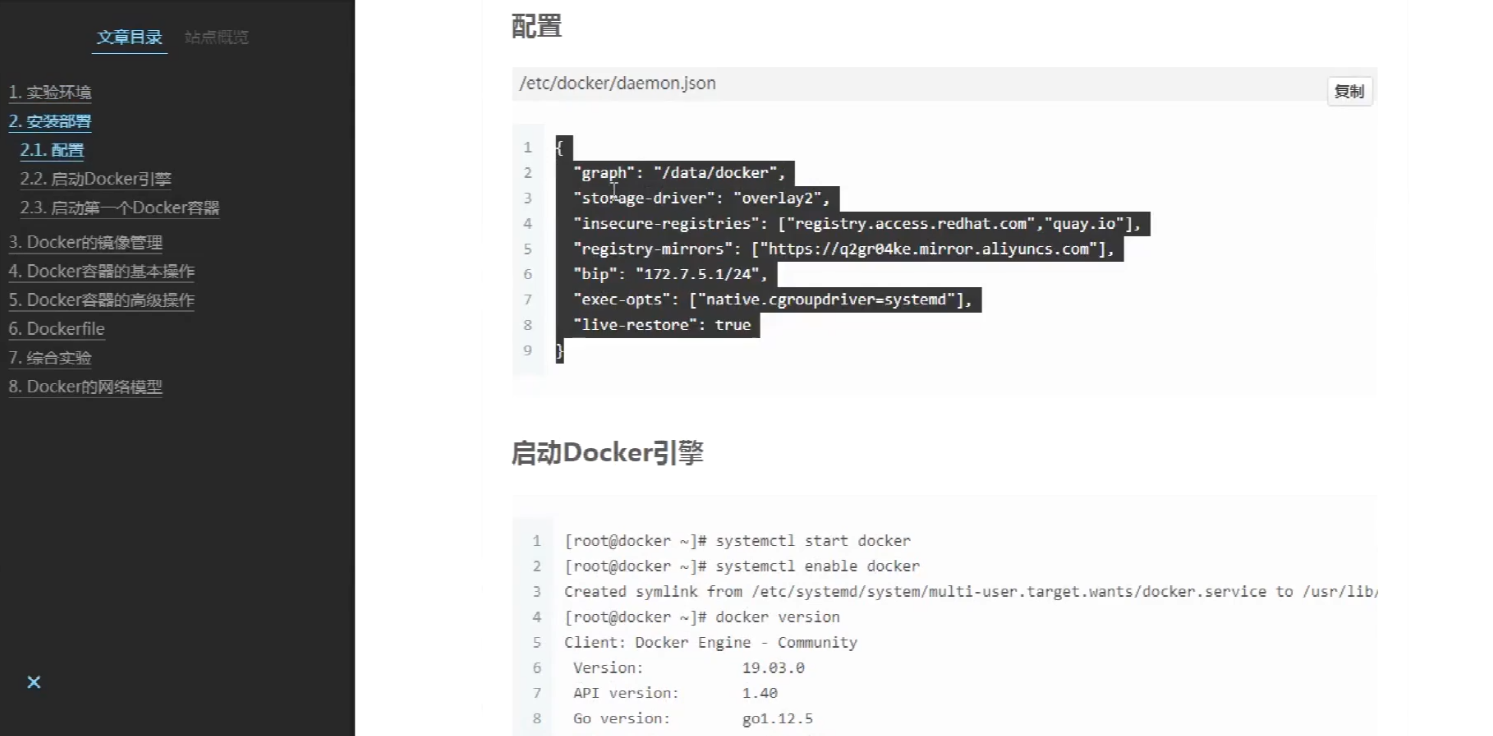 文章目录 站点概览
1. 实验环境
2. 安装部署
2.1. 配置
2.2. 启动Docker引擎
2.3. 启动第一个Docker容器
3. Docker的镜像管理
4. Docker容器的基本操作
5. Docker容器的高级操作
6. Dockerfile
7. 综合实验
8. Docker的网络模型
×
配置
/etc/docker/daemon.json
复制
1 {
2 "graph": "/data/docker",
3 "storage-driver": "overlay2",
4 "insecure-registries": ["registry.access.redhat.com","quay.io"],
5 "registry-mirrors": ["https://q2gr04ke.mirror.aliyuncs.com"],
6 "bip": "172.7.5.1/24",
7 "exec-opts": ["native.cgroupdriver=systemd"],
8 "live-restore": true
9 }
启动Docker引擎
1 [root@docker ~]# systemctl start docker
2 [root@docker ~]# systemctl enable docker
3 Created symlink from /etc/systemd/system/multi-user.target.wants/docker.service to /usr/lib/
4 [root@docker ~]# docker version
5 Client: Docker Engine - Community
6 Version: 19.03.0
7 API version: 1.40
8 Go version: go1.12.5